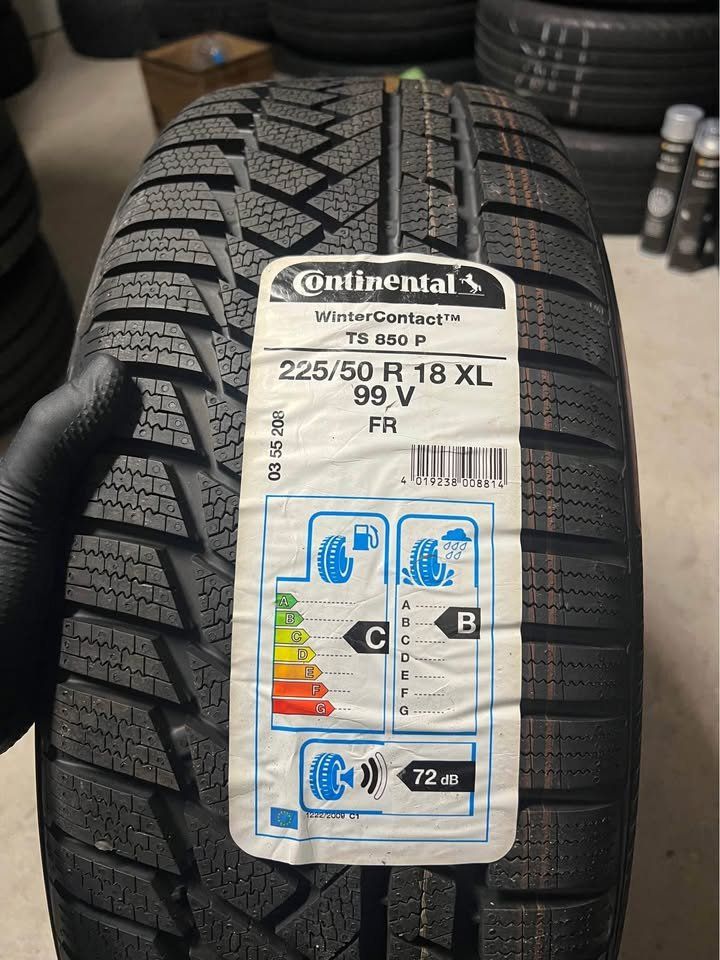 Continental
WinterContact™
TS 850 P
225/50 R 18 XL
99 V
FR
03 55 208
4 019238 008814
A
B
C
D
E
F
G
C
A
B
C
D
E
F
G
B
72 dB
1222/2009 C1